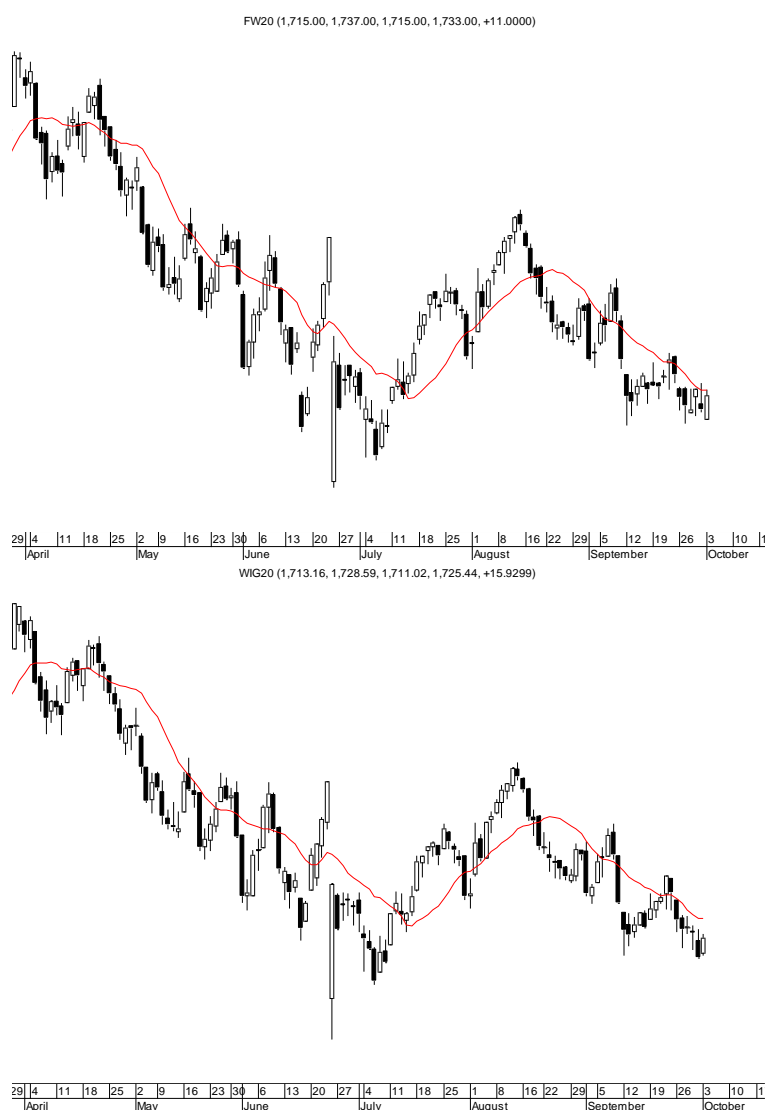 FW20 (1,715.00, 1,737.00, 1,715.00, 1,733.00, +11.0000)
29 4 11 18 25 2 9 16 23 30 6 13 20 27 4 11 18 25 1 8 16 22 29 5 12 19 26 3 10 1
April May June July August September October
WIG20 (1,713.16, 1,728.59, 1,711.02, 1,725.44, +15.9299)
29 4 11 18 25 2 9 16 23 30 6 13 20 27 4 11 18 25 1 8 16 22 29 5 12 19 26 3 10 1
April May June July August September October